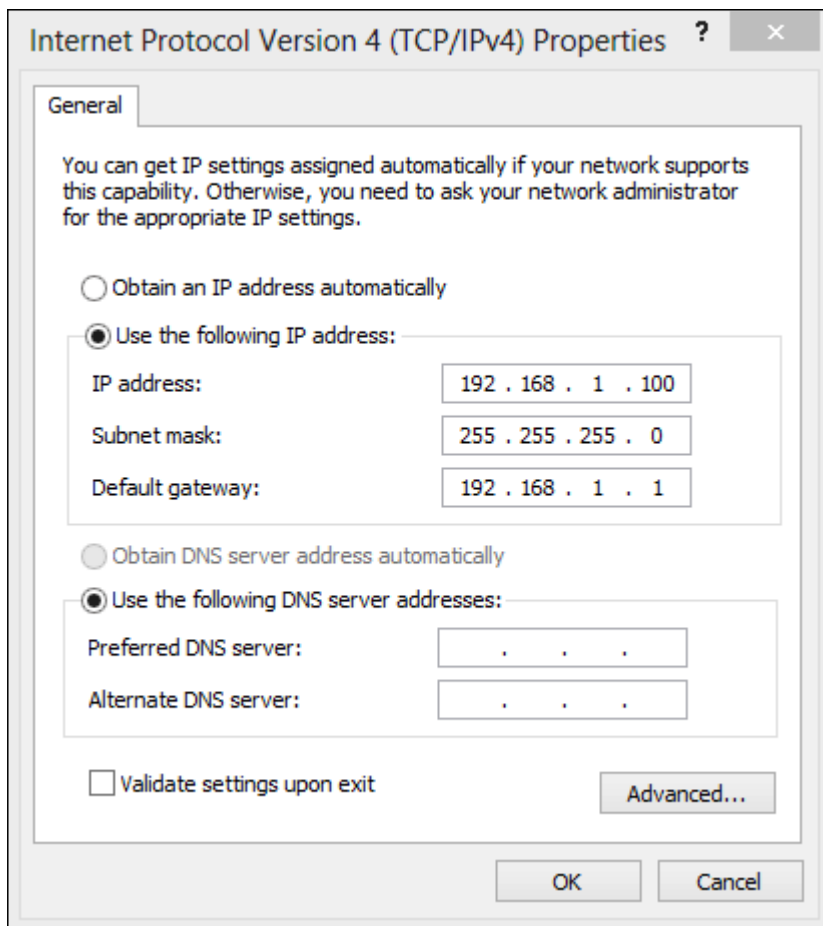 Internet Protocol Version 4 (TCP/IPv4) Properties ? ×
General
You can get IP settings assigned automatically if your network supports
this capability. Otherwise, you need to ask your network administrator
for the appropriate IP settings.
Obtain an IP address automatically
Use the following IP address:
IP address: 192 . 168 . 1 . 100
Subnet mask: 255 . 255 . 255 . 0
Default gateway: 192 . 168 . 1 . 1
Obtain DNS server address automatically
Use the following DNS server addresses:
Preferred DNS server: . . .
Alternate DNS server: . . .
Validate settings upon exit
Advanced...
OK Cancel